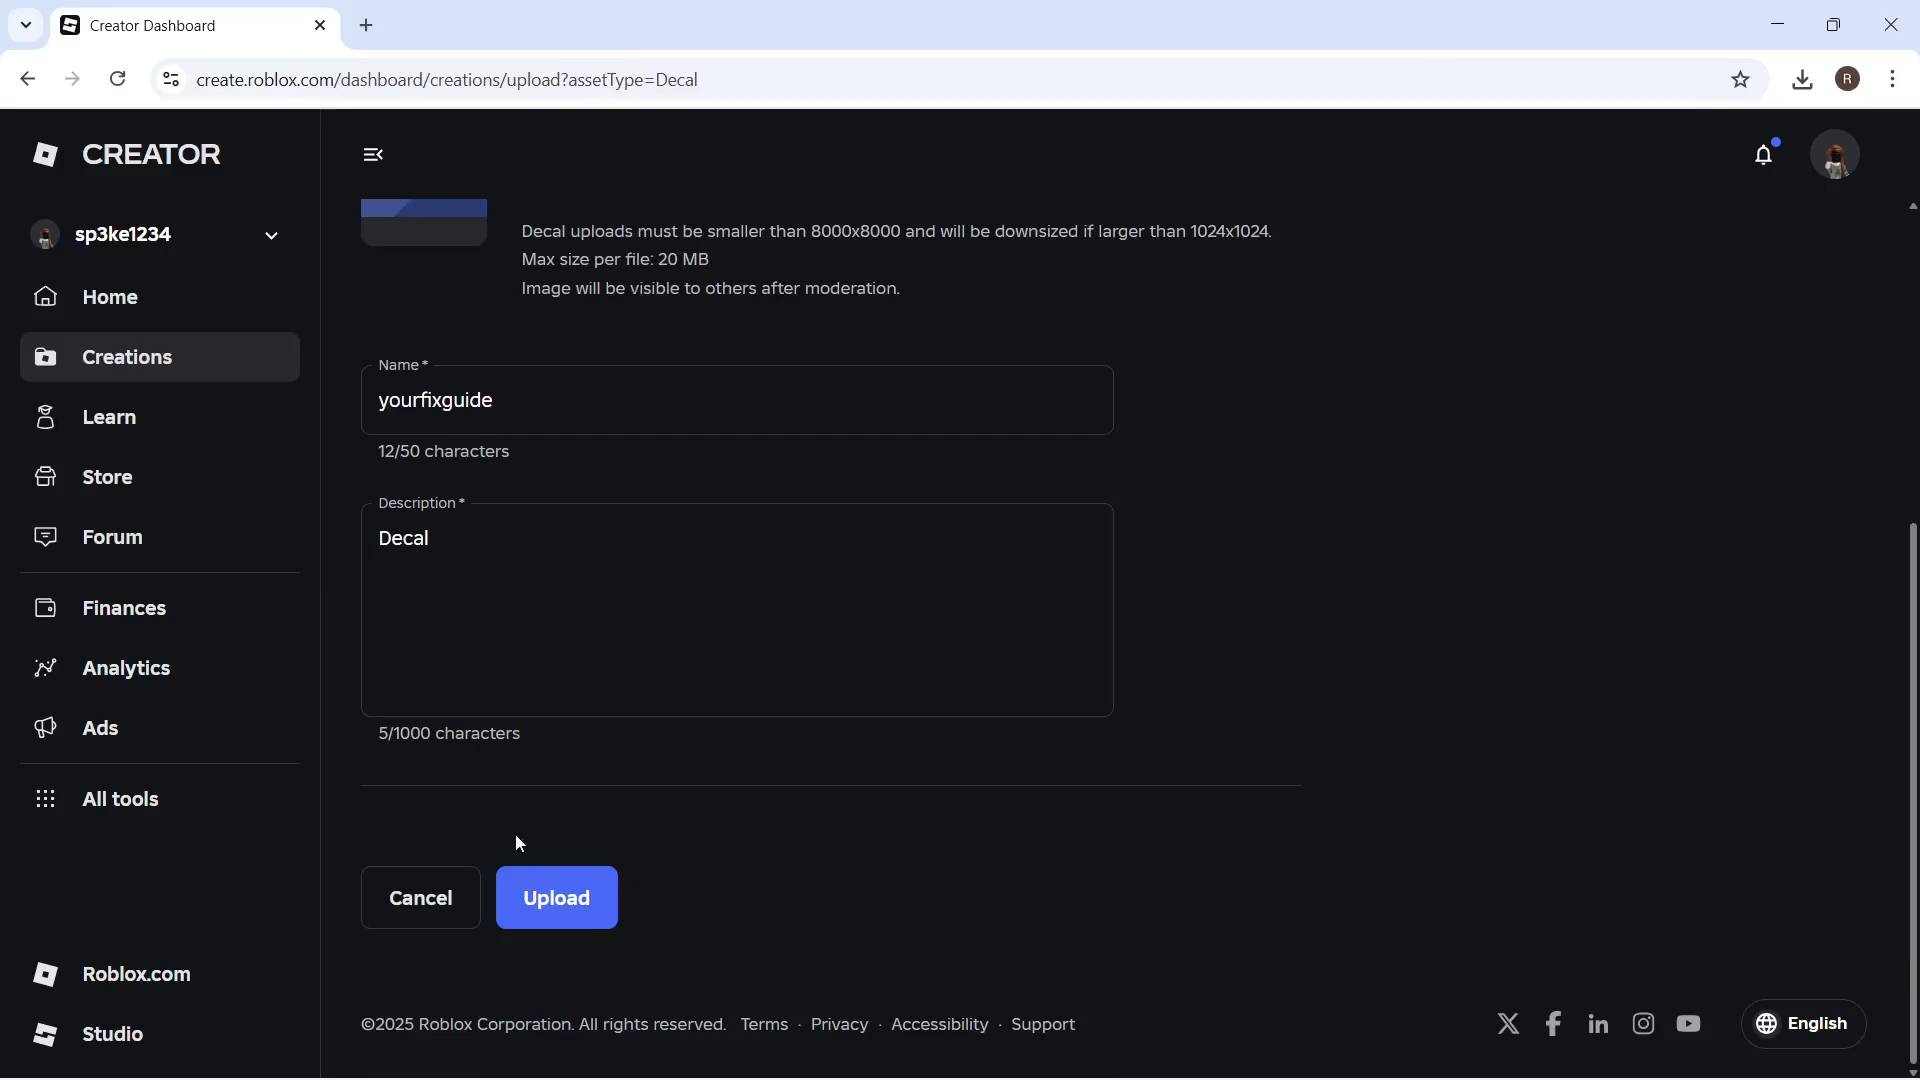 Creator Dashboard
create.roblox.com/dashboard/creations/upload?assetType=Decal
R
CREATOR
sp3ke1234
Home
Creations
Learn
Store
Forum
Finances
Analytics
Ads
All tools
Roblox.com
Studio
Decal uploads must be smaller than 8000x8000 and will be downsized if larger than 1024x1024.
Max size per file: 20 MB
Image will be visible to others after moderation.
Name*
yourfixguide
12/50 characters
Description*
Decal
5/1000 characters
Cancel
Upload
©2025 Roblox Corporation. All rights reserved. Terms · Privacy · Accessibility · Support
English